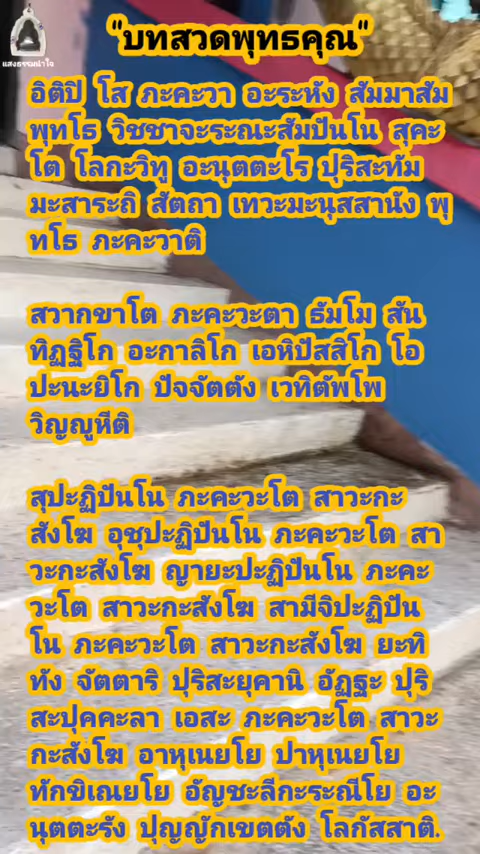 แสงธรรมนำใจ
"บทสวดพุทธคุณ"
อิติปิ โส ภะคะวา อะระหัง สัมมาสัม
พุทโธ วิชชาจะระณะสัมปันโน สุคะ
โต โลกะวิทู อะนุตตะโร ปุริสะทัม
มะสาระถิ สัตถา เทวะมะนุสสานัง พุ
ทโธ ภะคะวาติ
สวากขาโต ภะคะวะตา ธัมโม สัน
ทิฏฐิโก อะกาลิโก เอหิปัสสิโก โอ
ปะนะยิโก ปัจจัตตัง เวทิตัพโพ
วิญญูหีติ
สุปะฏิปันโน ภะคะวะโต สาวะกะ
สังโฆ อุชุปะฏิปันโน ภะคะวะโต สา
วะกะสังโฆ ญายะปะฏิปันโน ภะคะ
วะโต สาวะกะสังโฆ สามีจิปะฏิปัน
โน ภะคะวะโต สาวะกะสังโฆ ยะทิ
ทัง จัตตาริ ปุริสะยุคานิ อัฏฐะ ปุริ
สะปุคคะลา เอสะ ภะคะวะโต สาวะ
กะสังโฆ อาหุเนยโย ปาหุเนยโย
ทักขิเณยโย อัญชะลีกะระณีโย อะ
นุตตะรัง ปุญญักเขตตัง โลกัสสาติ.